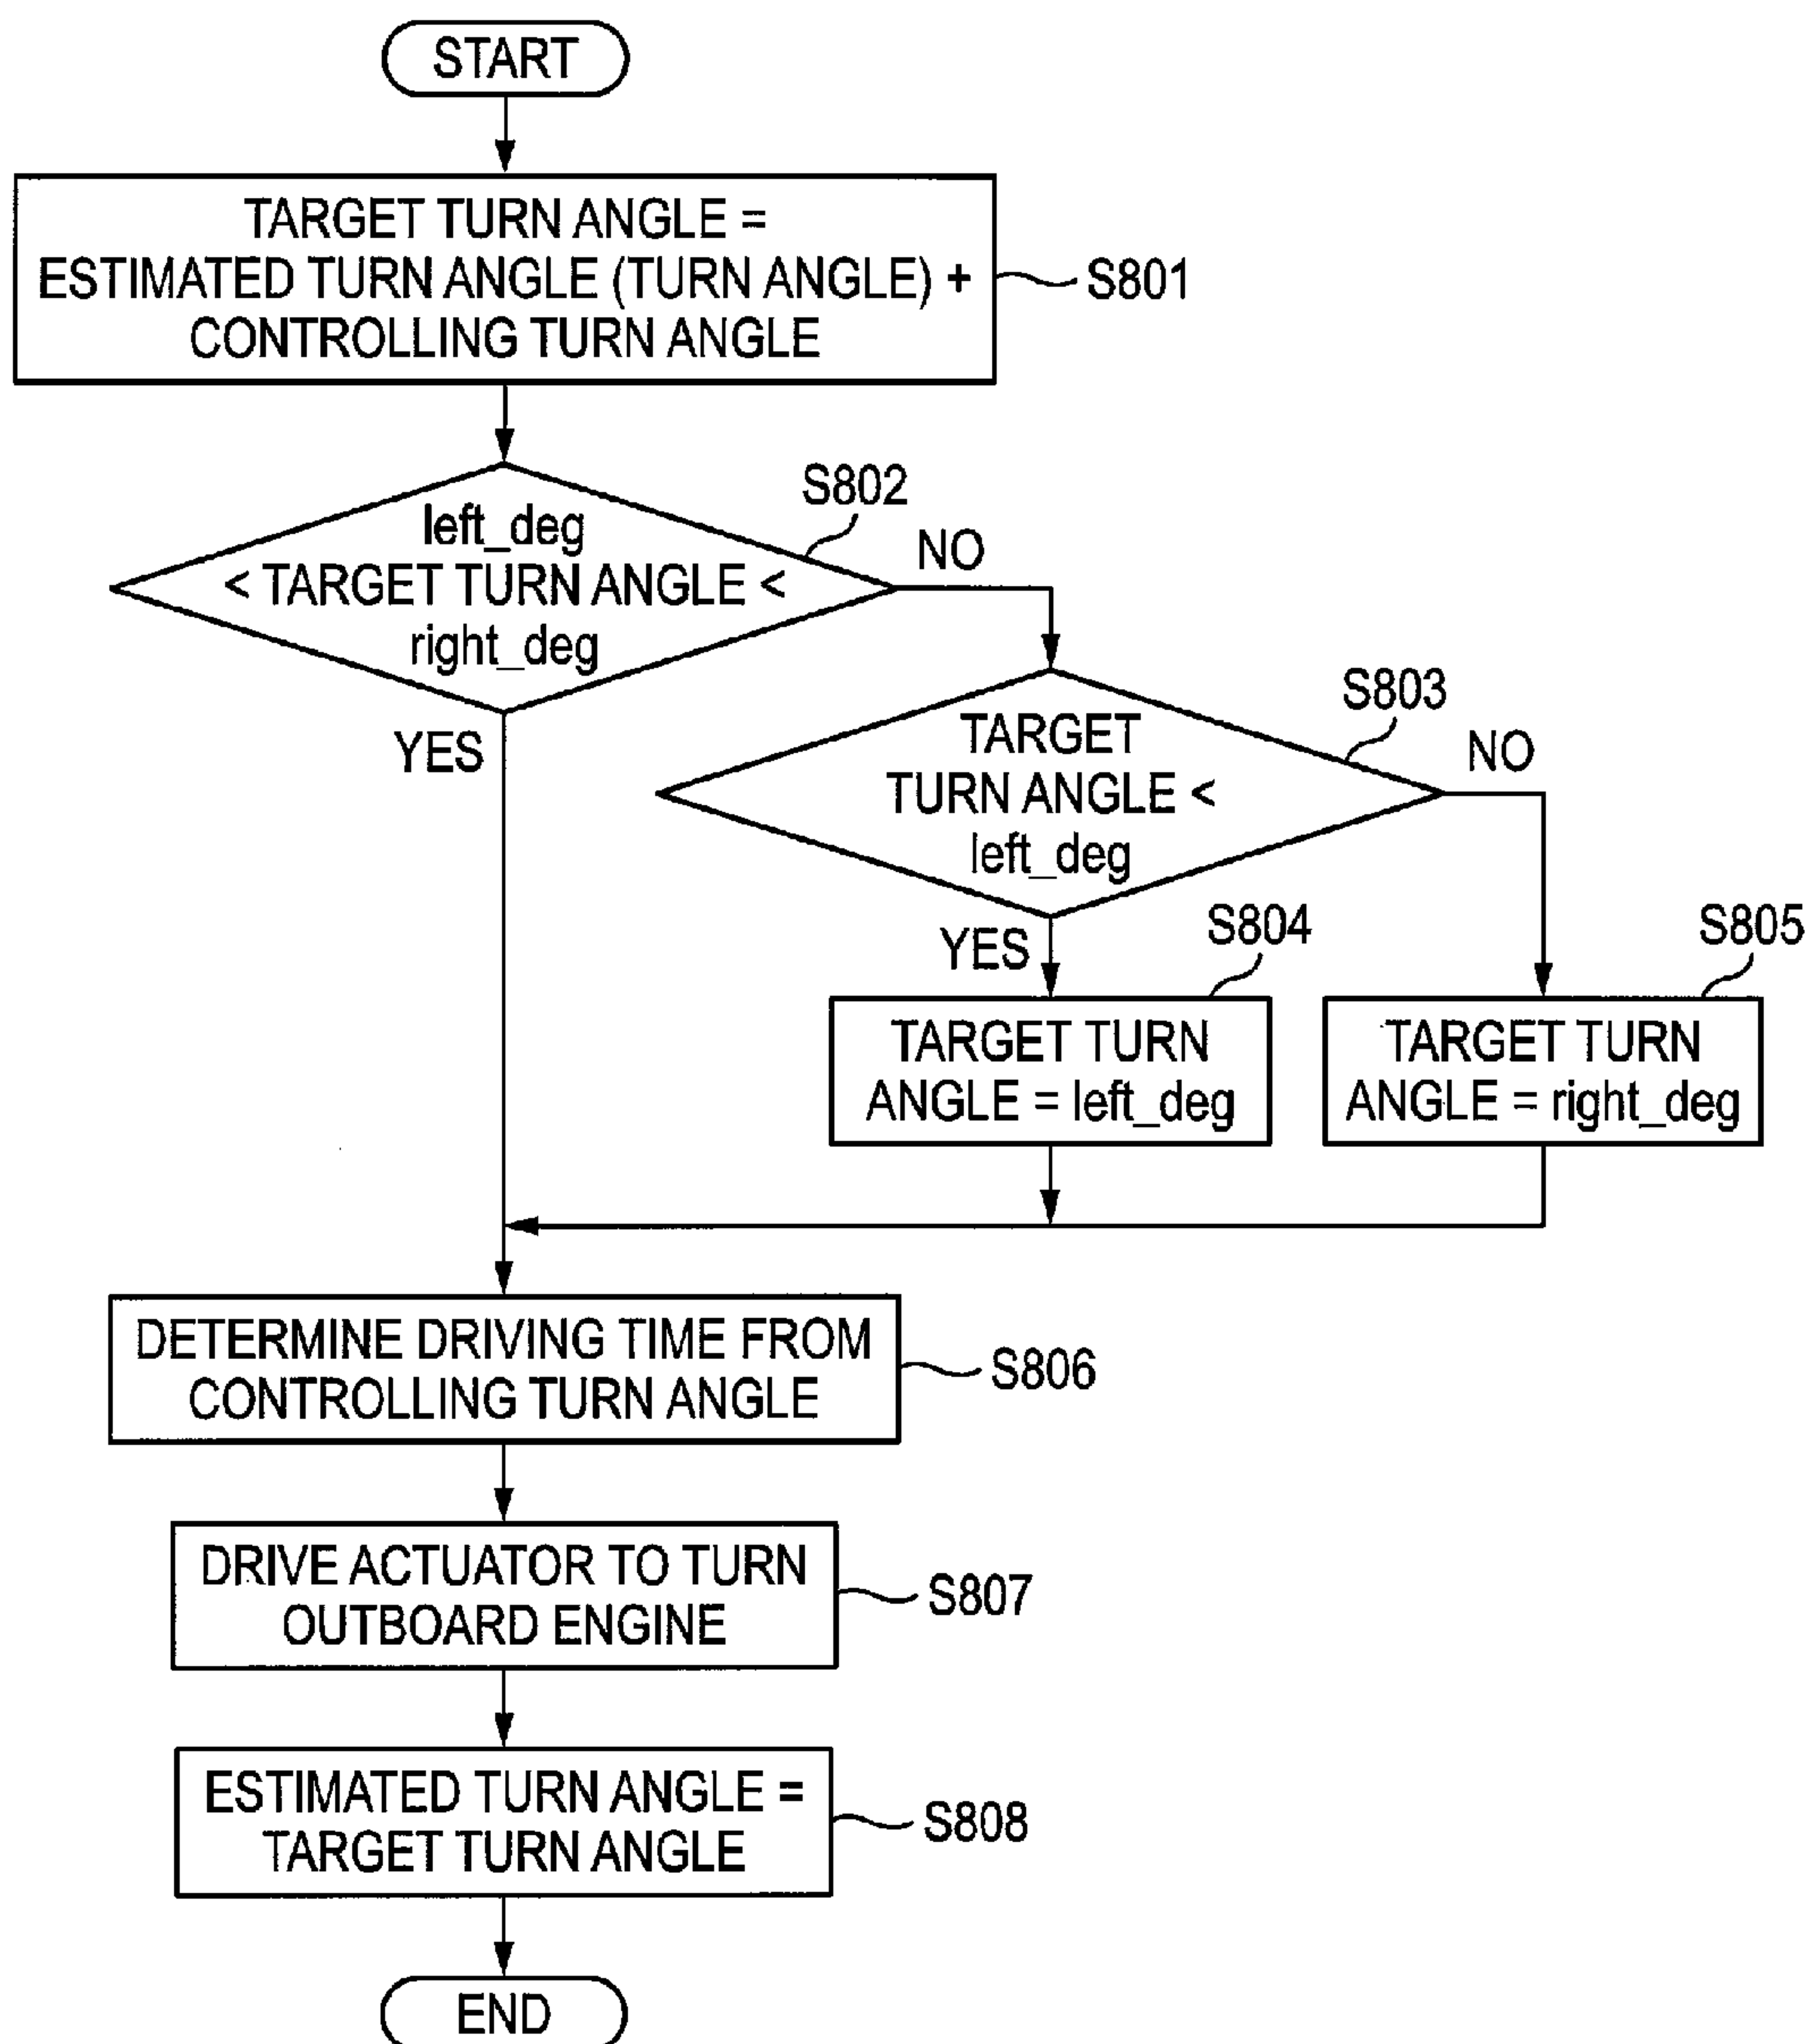 START
TARGET TURN ANGLE =
ESTIMATED TURN ANGLE (TURN ANGLE) +
CONTROLLING TURN ANGLE
S801
S802
left_deg
< TARGET TURN ANGLE <
right_deg
NO
YES
S803
TARGET
TURN ANGLE <
left_deg
NO
YES
S804
TARGET TURN
ANGLE = left_deg
S805
TARGET TURN
ANGLE = right_deg
DETERMINE DRIVING TIME FROM
CONTROLLING TURN ANGLE
S806
DRIVE ACTUATOR TO TURN
OUTBOARD ENGINE
S807
ESTIMATED TURN ANGLE =
TARGET TURN ANGLE
S808
END